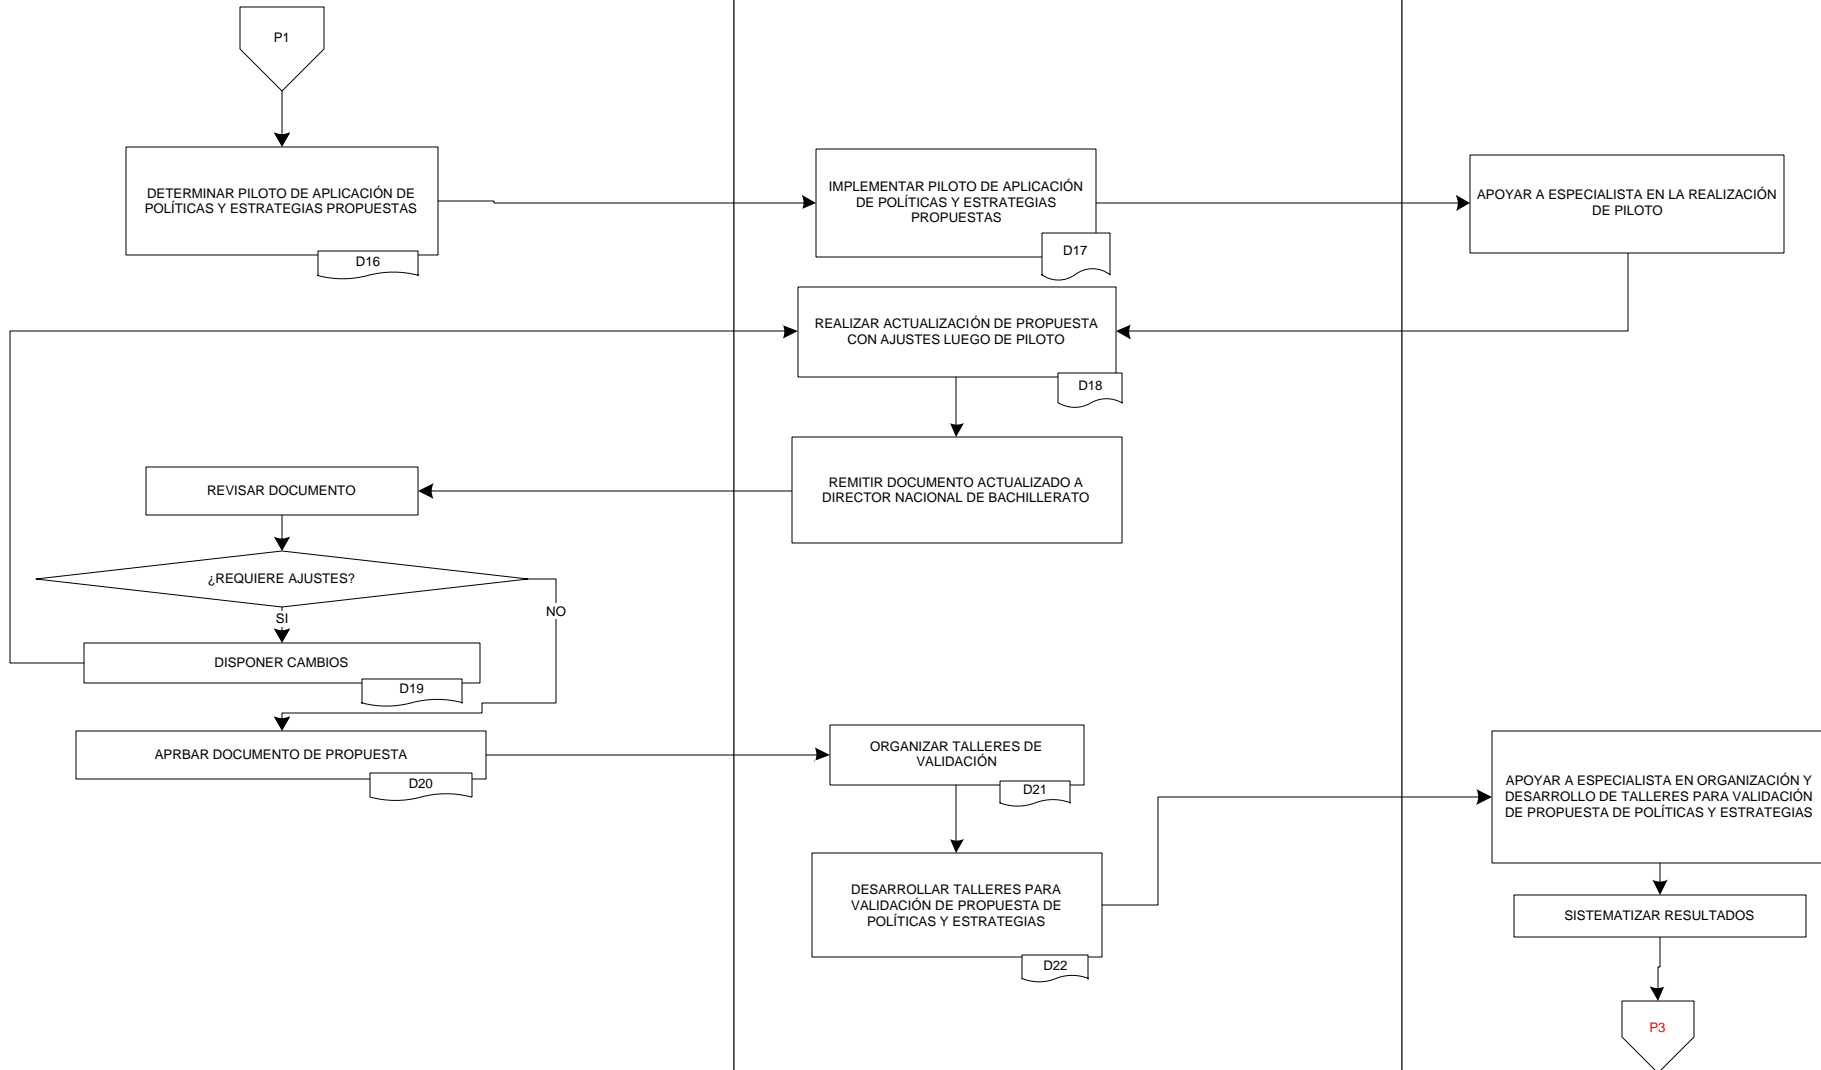 P1
DETERMINAR PILOTO DE APLICACIÓN DE
POLÍTICAS Y ESTRATEGIAS PROPUESTAS
D16
IMPLEMENTAR PILOTO DE APLICACIÓN
DE POLÍTICAS Y ESTRATEGIAS
PROPUESTAS
D17
APOYAR A ESPECIALISTA EN LA REALIZACIÓN
DE PILOTO
REALIZAR ACTUALIZACIÓN DE PROPUESTA
CON AJUSTES LUEGO DE PILOTO
D18
REMITIR DOCUMENTO ACTUALIZADO A
DIRECTOR NACIONAL DE BACHILLERATO
REVISAR DOCUMENTO
¿REQUIERE AJUSTES?
SI
NO
DISPONER CAMBIOS
D19
APRBAR DOCUMENTO DE PROPUESTA
D20
ORGANIZAR TALLERES DE
VALIDACIÓN
D21
DESARROLLAR TALLERES PARA
VALIDACIÓN DE PROPUESTA DE
POLÍTICAS Y ESTRATEGIAS
D22
APOYAR A ESPECIALISTA EN ORGANIZACIÓN Y
DESARROLLO DE TALLERES PARA VALIDACIÓN
DE PROPUESTA DE POLÍTICAS Y ESTRATEGIAS
SISTEMATIZAR RESULTADOS
P3